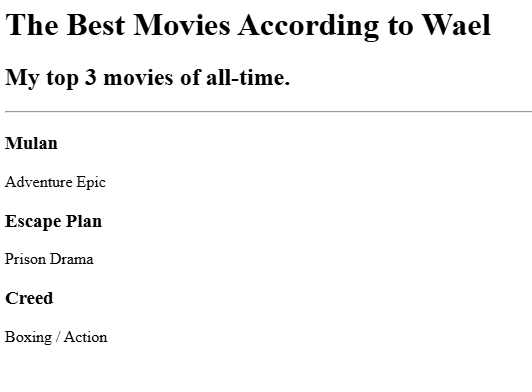 The Best Movies According to Wael
My top 3 movies of all-time.
Mulan
Adventure Epic
Escape Plan
Prison Drama
Creed
Boxing / Action